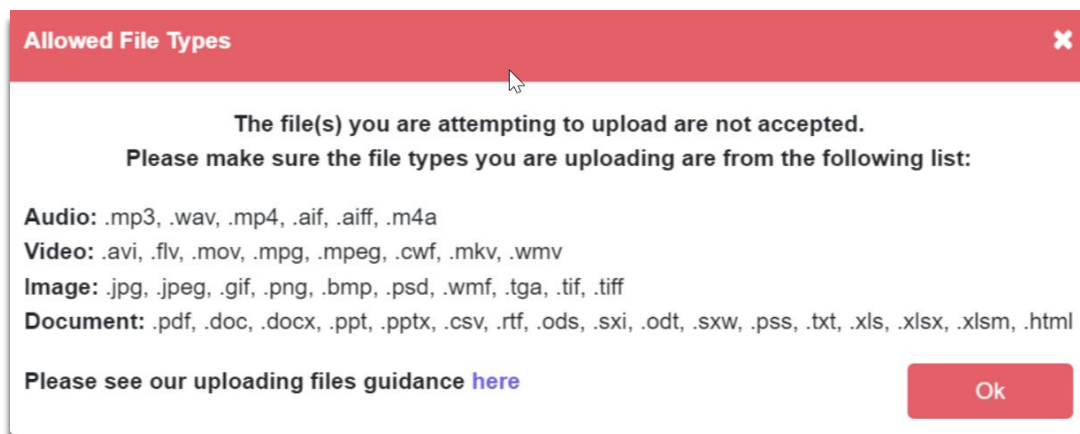 Allowed File Types
The file(s) you are attempting to upload are not accepted.
Please make sure the file types you are uploading are from the following list:
Audio: .mp3, .wav, .mp4, .aif, .aiff, .m4a
Video: .avi, .flv, .mov, .mpg, .mpeg, .cwf, .mkv, .wmv
Image: .jpg, .jpeg, .gif, .png, .bmp, .psd, .wmf, .tga, .tif, .tiff
Document: .pdf, .doc, .docx, .ppt, .pptx, .csv, .rtf, .ods, .sxi, .odt, .sxw, .pss, .txt, .xls, .xlsx, .xlsm, .html
Please see our uploading files guidance here
Ok